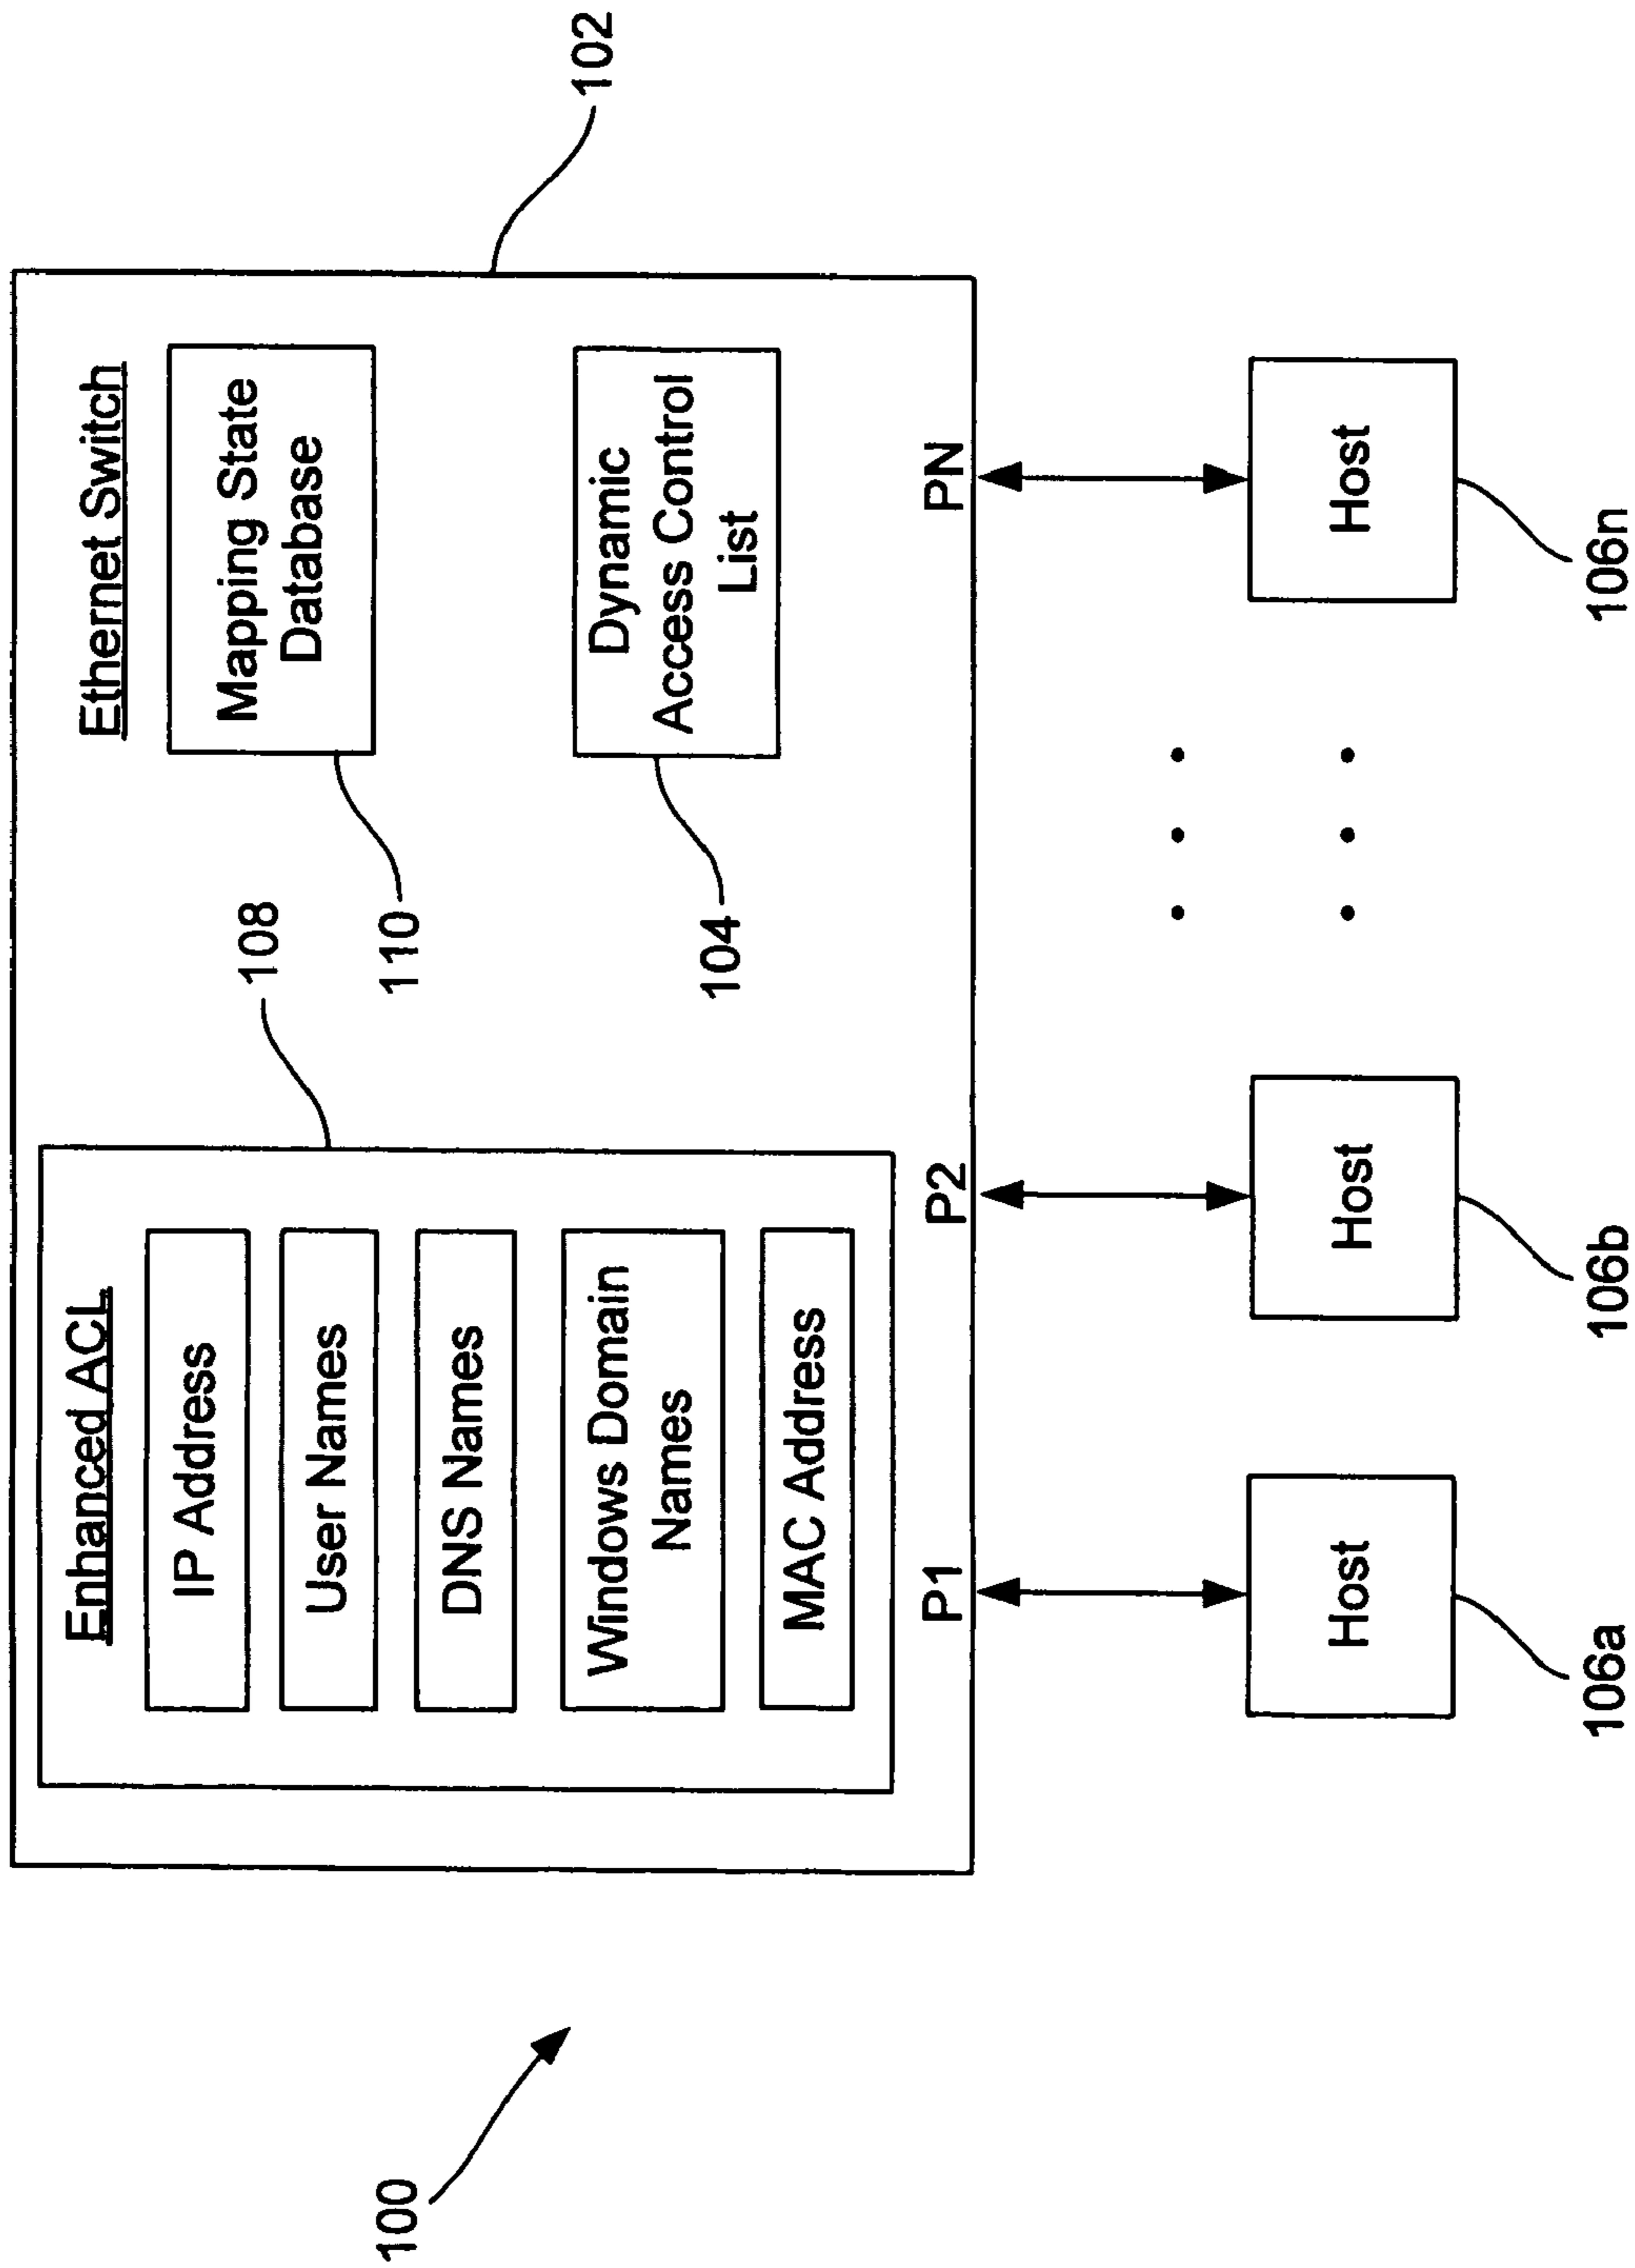 Ethernet Switch
102
Enhanced ACL
108
IP Address
User Names
DNS Names
Windows Domain
Names
MAC Address
Mapping State
Database
110
Dynamic
Access Control
List
104
P1
P2
PN
Host
Host
Host
106a
106b
106n
100